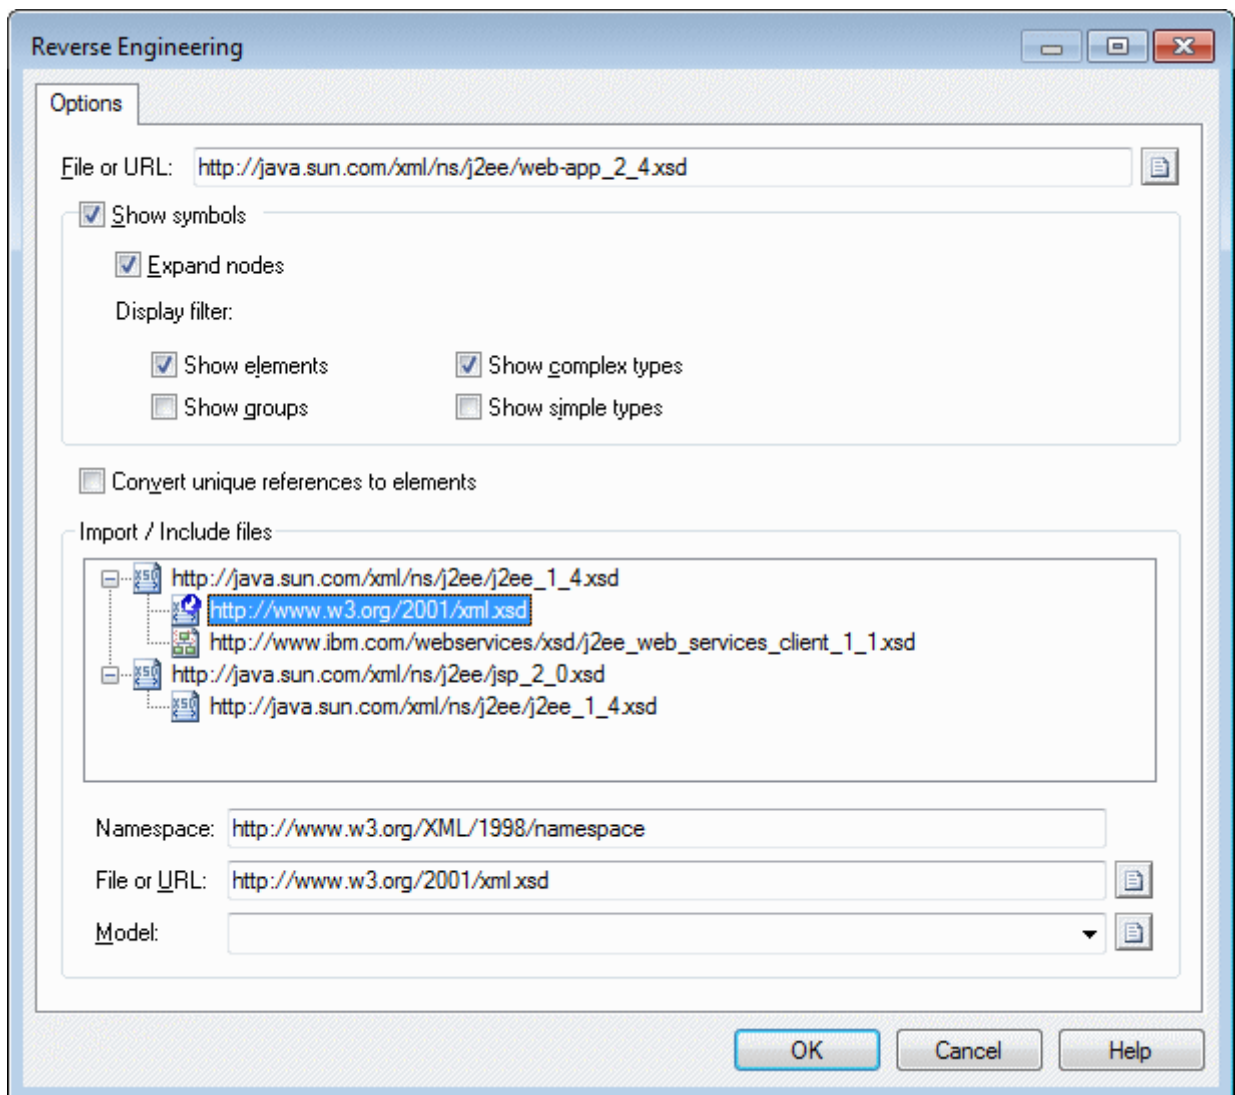 Reverse Engineering
Options
File or URL: http://java.sun.com/xml/ns/j2ee/web-app_2_4.xsd
Show symbols
Expand nodes
Display filter:
Show elements Show complex types
Show groups Show simple types
Convert unique references to elements
Import / Include files
http://java.sun.com/xml/ns/j2ee/j2ee_1_4.xsd
http://www.w3.org/2001/xml.xsd
http://www.ibm.com/webservices/xsd/j2ee_web_services_client_1_1.xsd
http://java.sun.com/xml/ns/j2ee/jsp_2_0.xsd
http://java.sun.com/xml/ns/j2ee/j2ee_1_4.xsd
Namespace: http://www.w3.org/XML/1998/namespace
File or URL: http://www.w3.org/2001/xml.xsd
Model:
OK Cancel Help